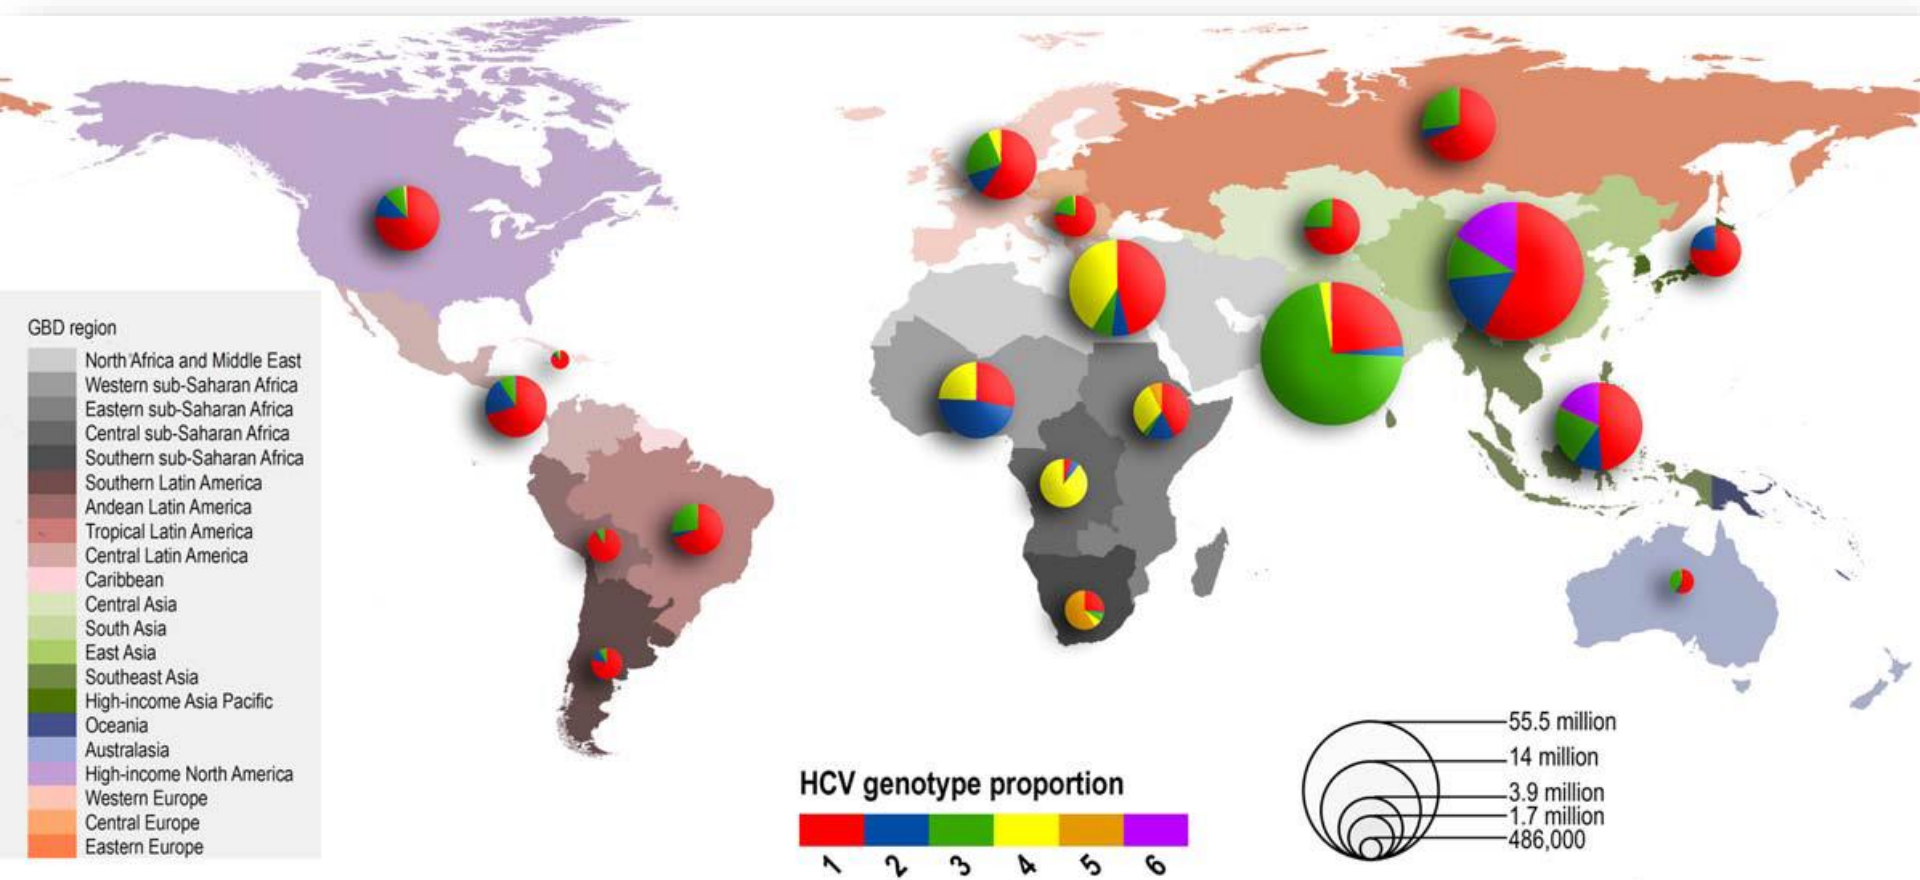 GBD region
North Africa and Middle East
Western sub-Saharan Africa
Eastern sub-Saharan Africa
Central sub-Saharan Africa
Southern sub-Saharan Africa
Southern Latin America
Andean Latin America
Tropical Latin America
Central Latin America
Caribbean
Central Asia
South Asia
East Asia
Southeast Asia
High-income Asia Pacific
Oceania
Australasia
High-income North America
Western Europe
Central Europe
Eastern Europe
HCV genotype proportion
1 2 3 4 5 6
55.5 million
14 million
3.9 million
1.7 million
486,000